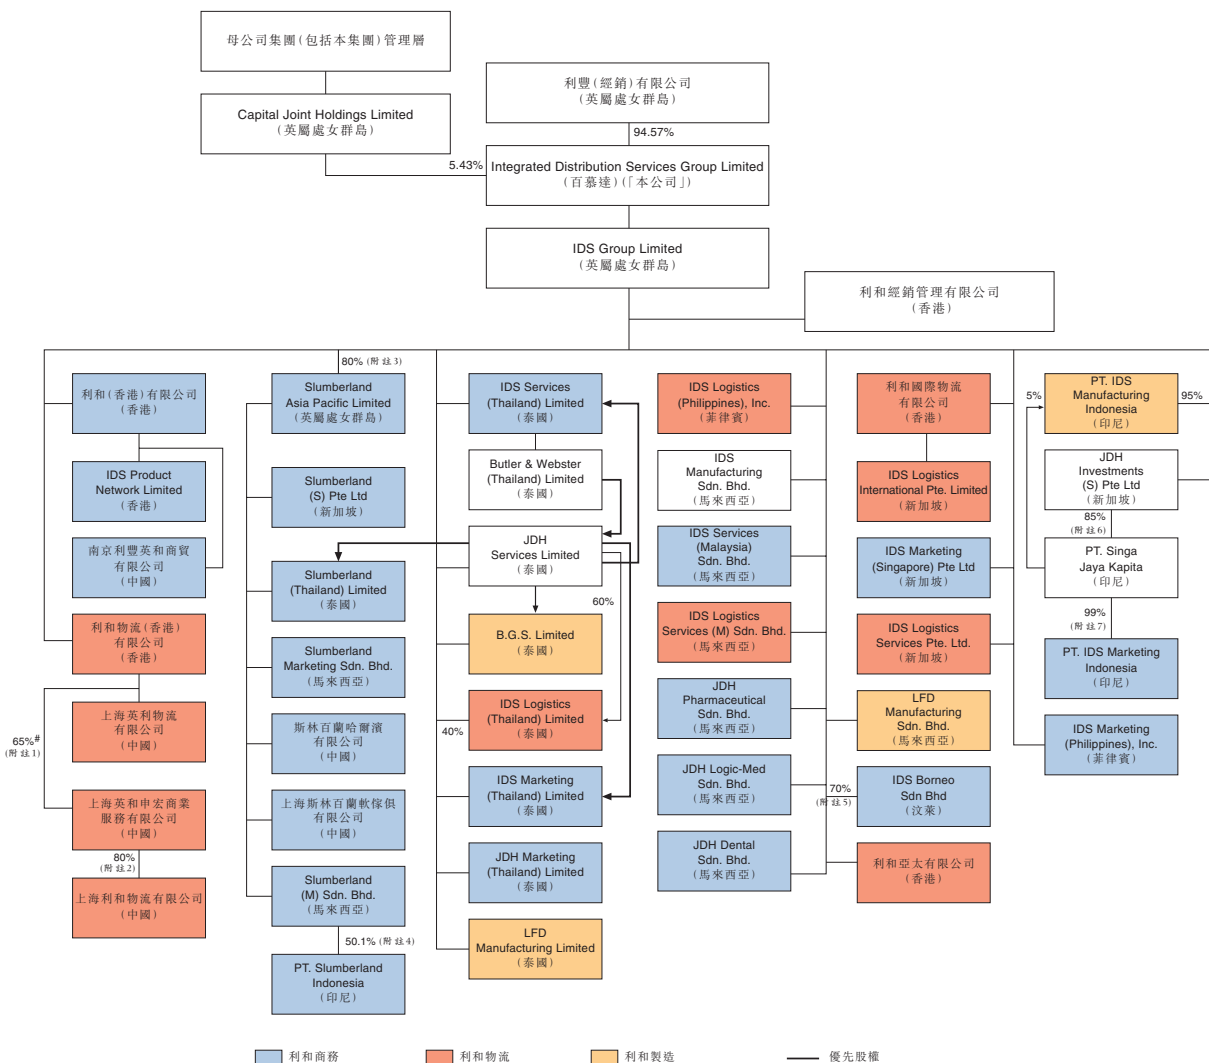 母公司集團(包括本集團)管理層
Capital Joint Holdings Limited
(英屬處女群島)
利豐(經銷)有限公司
(英屬處女群島)
94.57%
5.43%
Integrated Distribution Services Group Limited
(百慕達)(「本公司」)
IDS Group Limited
(英屬處女群島)
利和經銷管理有限公司
(香港)
利和(香港)有限公司
(香港)
IDS Product
Network Limited
(香港)
南京利豐英和商貿
有限公司
(中國)
利和物流(香港)
有限公司
(香港)
65%#
(附註1)
上海英利物流
有限公司
(中國)
上海英和申宏商業
服務有限公司
(中國)
80%
(附註2)
上海利和物流有限公司
(中國)
80% (附註3)
Slumberland
Asia Pacific Limited
(英屬處女群島)
Slumberland
(S) Pte Ltd
(新加坡)
Slumberland
(Thailand) Limited
(泰國)
Slumberland
Marketing Sdn. Bhd.
(馬來西亞)
斯林百蘭哈爾濱
有限公司
(中國)
上海斯林百蘭軟傢俱
有限公司
(中國)
Slumberland
(M) Sdn. Bhd.
(馬來西亞)
50.1% (附註4)
PT. Slumberland
Indonesia
(印尼)
IDS Services
(Thailand) Limited
(泰國)
Butler & Webster
(Thailand) Limited
(泰國)
JDH
Services Limited
(泰國)
60%
B.G.S. Limited
(泰國)
IDS Logistics
(Thailand) Limited
(泰國)
40%
IDS Marketing
(Thailand) Limited
(泰國)
JDH Marketing
(Thailand) Limited
(泰國)
LFD
Manufacturing Limited
(泰國)
IDS Logistics
(Philippines), Inc.
(菲律賓)
IDS
Manufacturing
Sdn. Bhd.
(馬來西亞)
IDS Services
(Malaysia)
Sdn. Bhd.
(馬來西亞)
IDS Logistics
Services (M) Sdn. Bhd.
(馬來西亞)
JDH
Pharmaceutical
Sdn. Bhd.
(馬來西亞)
JDH Logic-Med
Sdn. Bhd.
(馬來西亞)
JDH Dental
Sdn. Bhd.
(馬來西亞)
利和國際物流
有限公司
(香港)
IDS Logistics
International Pte. Limited
(新加坡)
IDS Marketing
(Singapore) Pte Ltd
(新加坡)
IDS Logistics
Services Pte. Ltd.
(新加坡)
LFD
Manufacturing
Sdn. Bhd.
(馬來西亞)
70%
(附註5)
IDS Borneo
Sdn Bhd
(汶萊)
利和亞太有限公司
(香港)
5%
PT. IDS
Manufacturing
Indonesia
(印尼)
95%
JDH
Investments
(S) Pte Ltd
(新加坡)
85%
(附註6)
PT. Singa
Jaya Kapita
(印尼)
99%
(附註7)
PT. IDS Marketing
Indonesia
(印尼)
IDS Marketing
(Philippines), Inc.
(菲律賓)
利和商務
利和物流
利和製造
優先股權